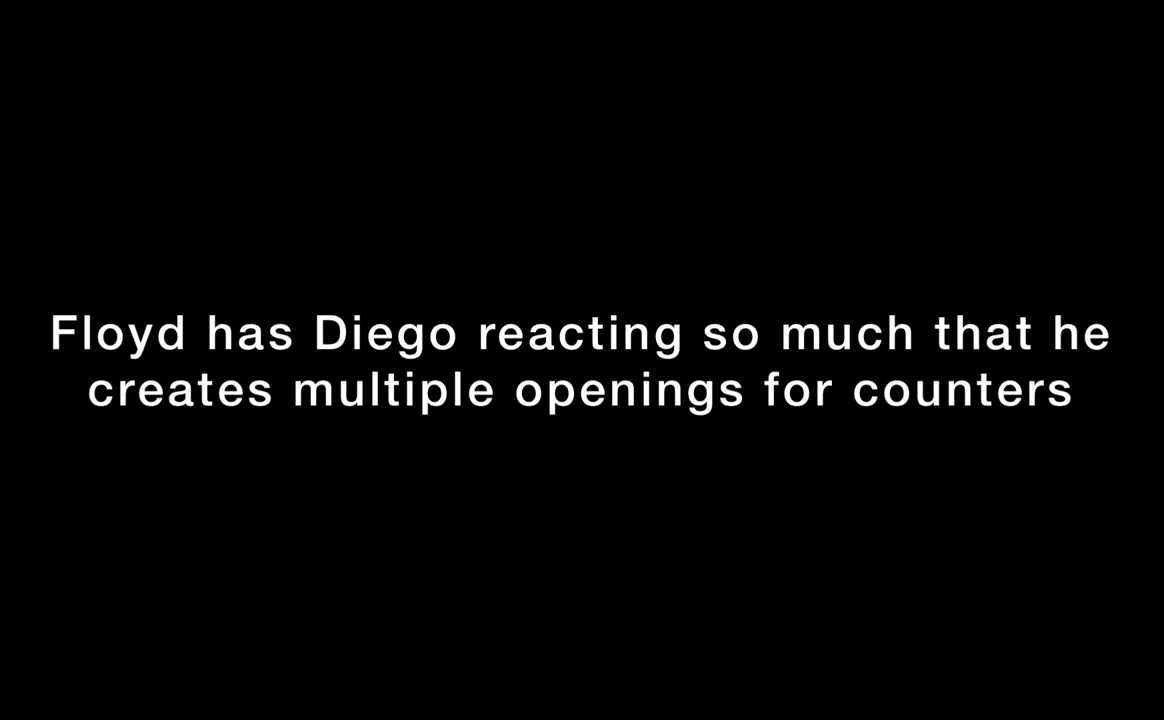 Floyd has Diego reacting so much that he
creates multiple openings for counters